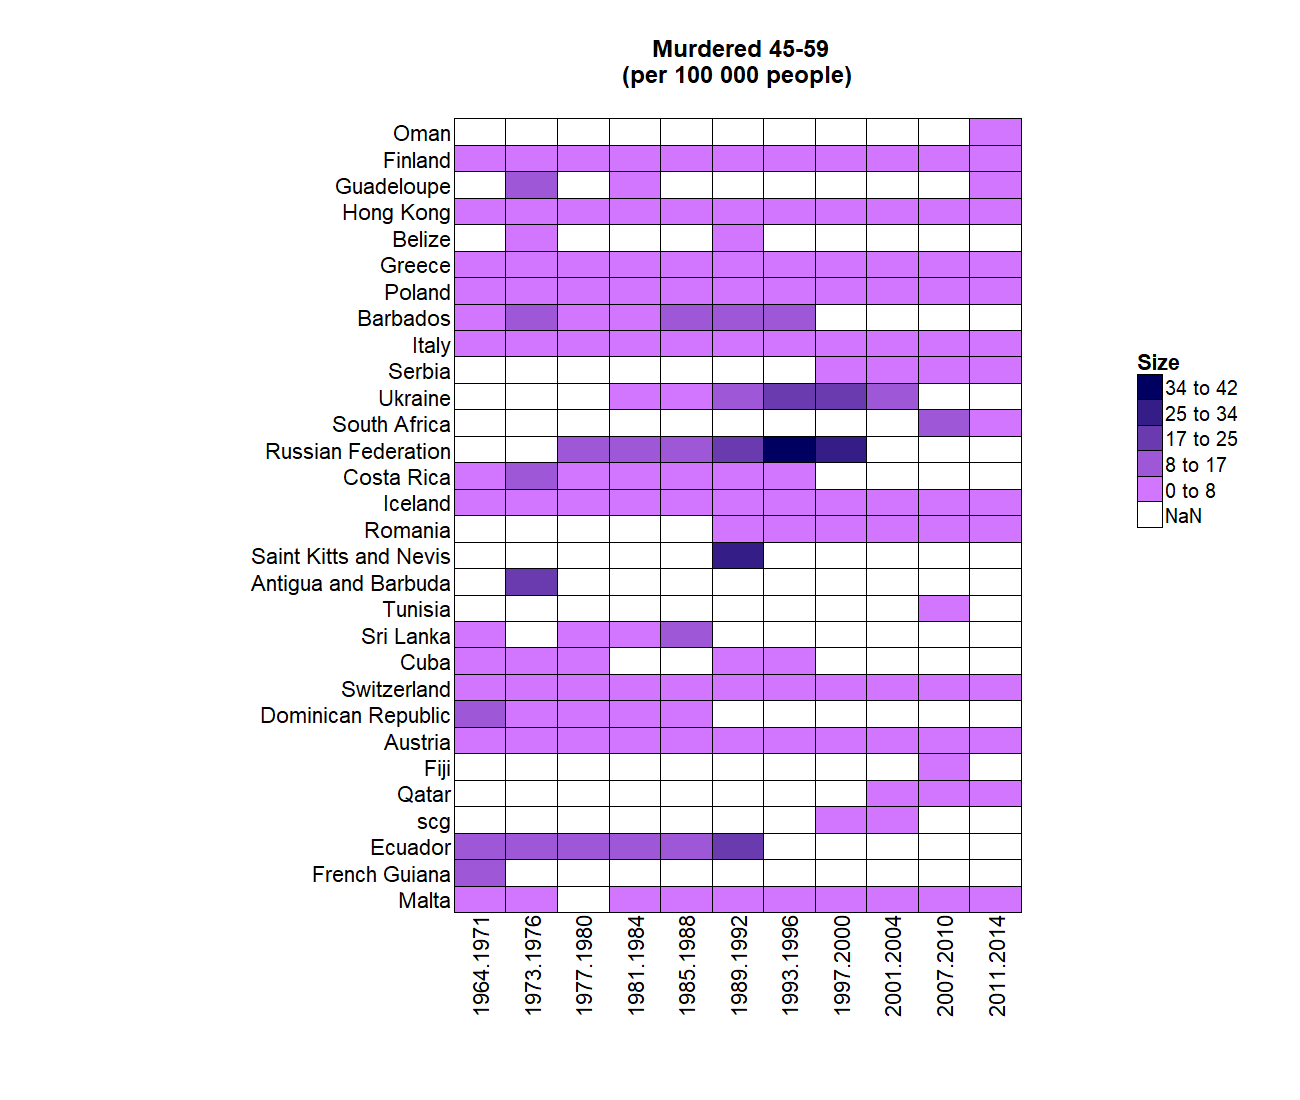 Murdered 45-59
(per 100 000 people)
Oman
Finland
Guadeloupe
Hong Kong
Belize
Greece
Poland
Barbados
Italy
Serbia
Ukraine
South Africa
Russian Federation
Costa Rica
Iceland
Romania
Saint Kitts and Nevis
Antigua and Barbuda
Tunisia
Sri Lanka
Cuba
Switzerland
Dominican Republic
Austria
Fiji
Qatar
scg
Ecuador
French Guiana
Malta
1964.1971
1973.1976
1977.1980
1981.1984
1985.1988
1989.1992
1993.1996
1997.2000
2001.2004
2007.2010
2011.2014
Size
34 to 42
25 to 34
17 to 25
8 to 17
0 to 8
NaN